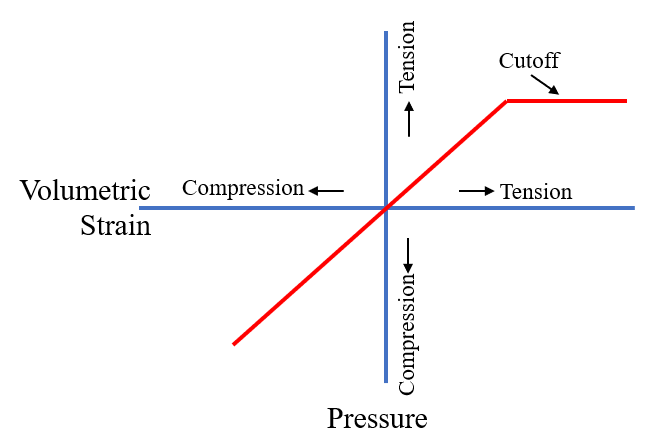 Tension
Cutoff
Volumetric
Strain
Compression
Tension
Compression
Pressure